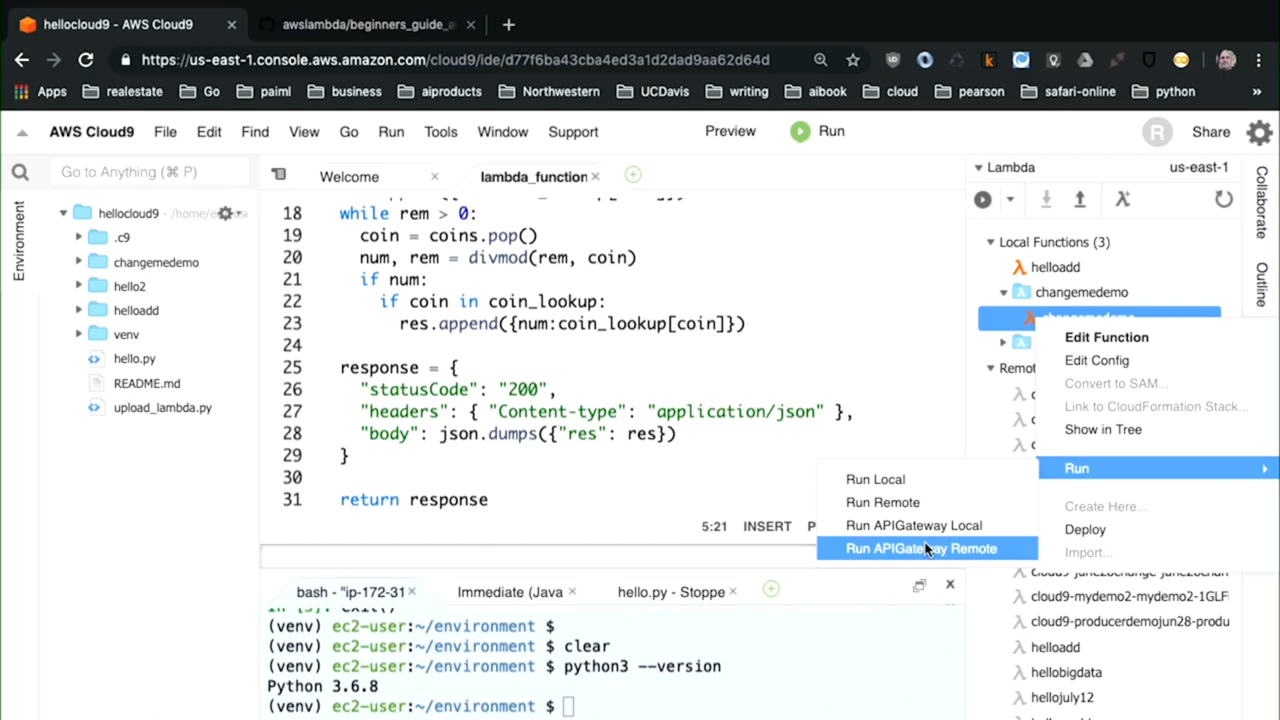 hellocloud9 - AWS Cloud9
awslambda/beginners_guide_a
https://us-east-1.console.aws.amazon.com/cloud9/ide/d77f6ba43cba4ed3a1d2dad9aa62d64d
Apps realestate Go paiml business aiproducts Northwestern UCDavis writing aibook cloud pearson safari-online python »
AWS Cloud9 File Edit Find View Go Run Tools Window Support Preview Run R Share
Go to Anything (⌘ P)
Environment
hellocloud9 - /home/e
.c9
changemedemo
hello2
helloadd
venv
hello.py
README.md
upload_lambda.py
Welcome
lambda_function
18 while rem > 0:
19 coin = coins.pop()
20 num, rem = divmod(rem, coin)
21 if num:
22 if coin in coin_lookup:
23 res.append({num:coin_lookup[coin]})
24
25 response = {
26 "statusCode": "200",
27 "headers": { "Content-type": "application/json" },
28 "body": json.dumps({"res": res})
29 }
30
31 return response
5:21 INSERT P
Run Local
Run Remote
Run APIGateway Local
Run APIGateway Remote
bash - "ip-172-31
Immediate (Java
hello.py - Stoppe
In [3]: exit()
(venv) ec2-user:~/environment $
(venv) ec2-user:~/environment $ clear
(venv) ec2-user:~/environment $ python3 --version
Python 3.6.8
(venv) ec2-user:~/environment $
Lambda us-east-1
Local Functions (3)
helloadd
changemedemo
changemedemo
Remot
Edit Function
Edit Config
Convert to SAM...
Link to CloudFormation Stack...
Show in Tree
Run
Create Here...
Deploy
Import...
cloud9-june20change-june20chan
cloud9-mydemo2-mydemo2-1GLF
cloud9-producerdemojun28-produ
helloadd
hellobigdata
hellojuly12
Collaborate
Outline